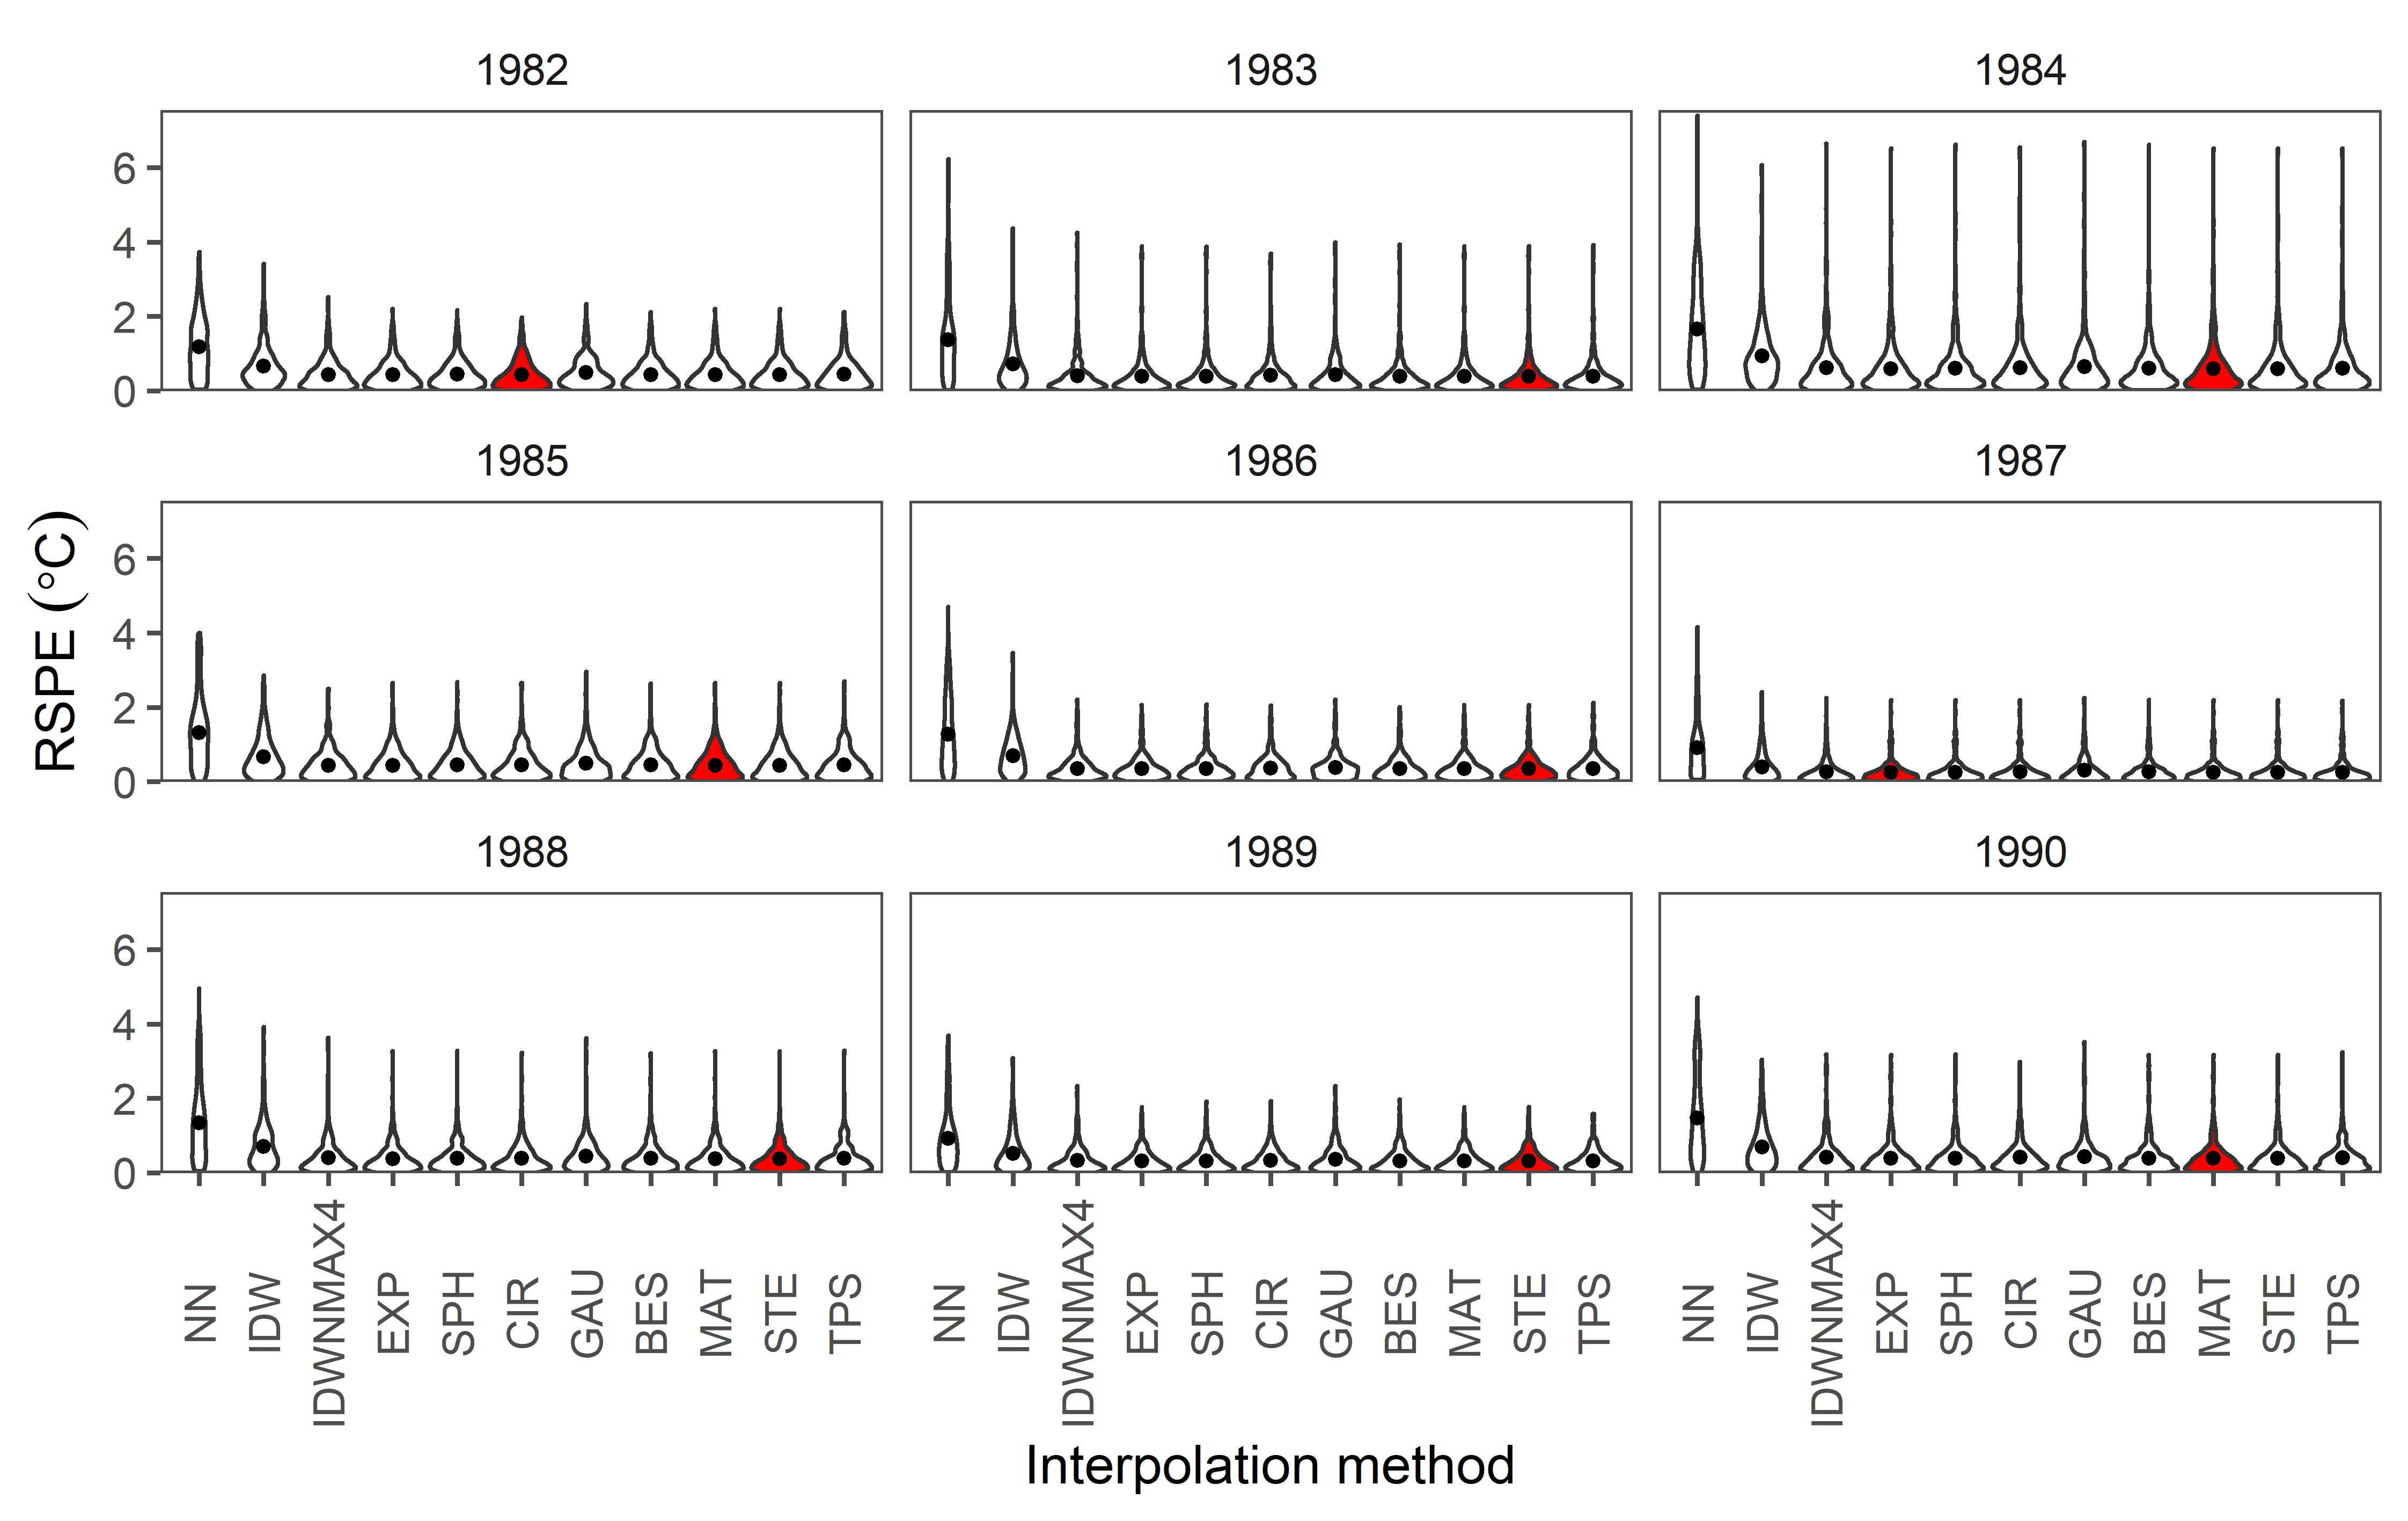 1982 1983 1984
6
4
2
0
1985 1986 1987
RSPE (°C)
6
4
2
0
1988 1989 1990
6
4
2
0
NN IDW IDWNMAX4 EXP SPH CIR GAU BES MAT STE TPS
NN IDW IDWNMAX4 EXP SPH CIR GAU BES MAT STE TPS
NN IDW IDWNMAX4 EXP SPH CIR GAU BES MAT STE TPS
Interpolation method